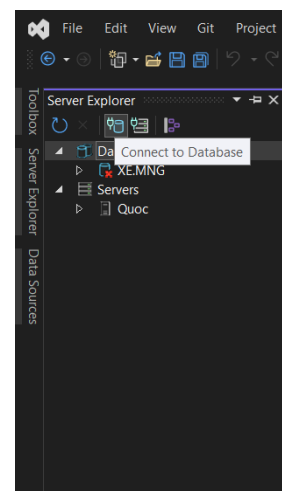 File Edit View Git Project
Server Explorer
Connect to Database
Da
XE.MNG
Servers
Quoc
Toolbox
Server Explorer
Data Sources